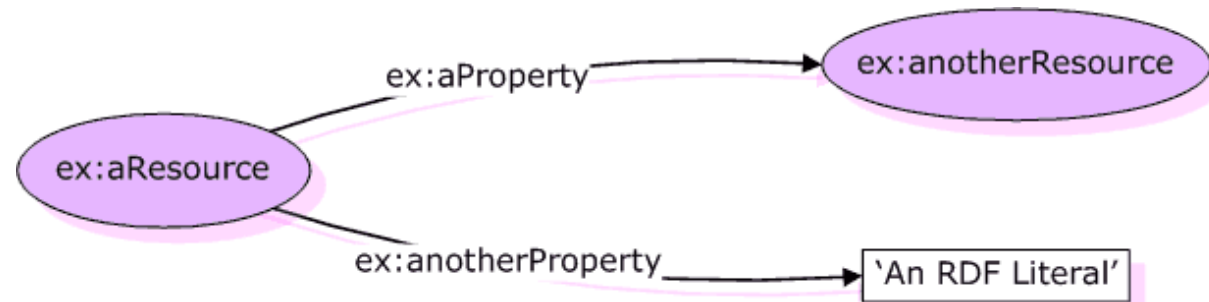 ex:anotherResource
ex:aProperty
ex:aResource
ex:anotherProperty
‘An RDF Literal’